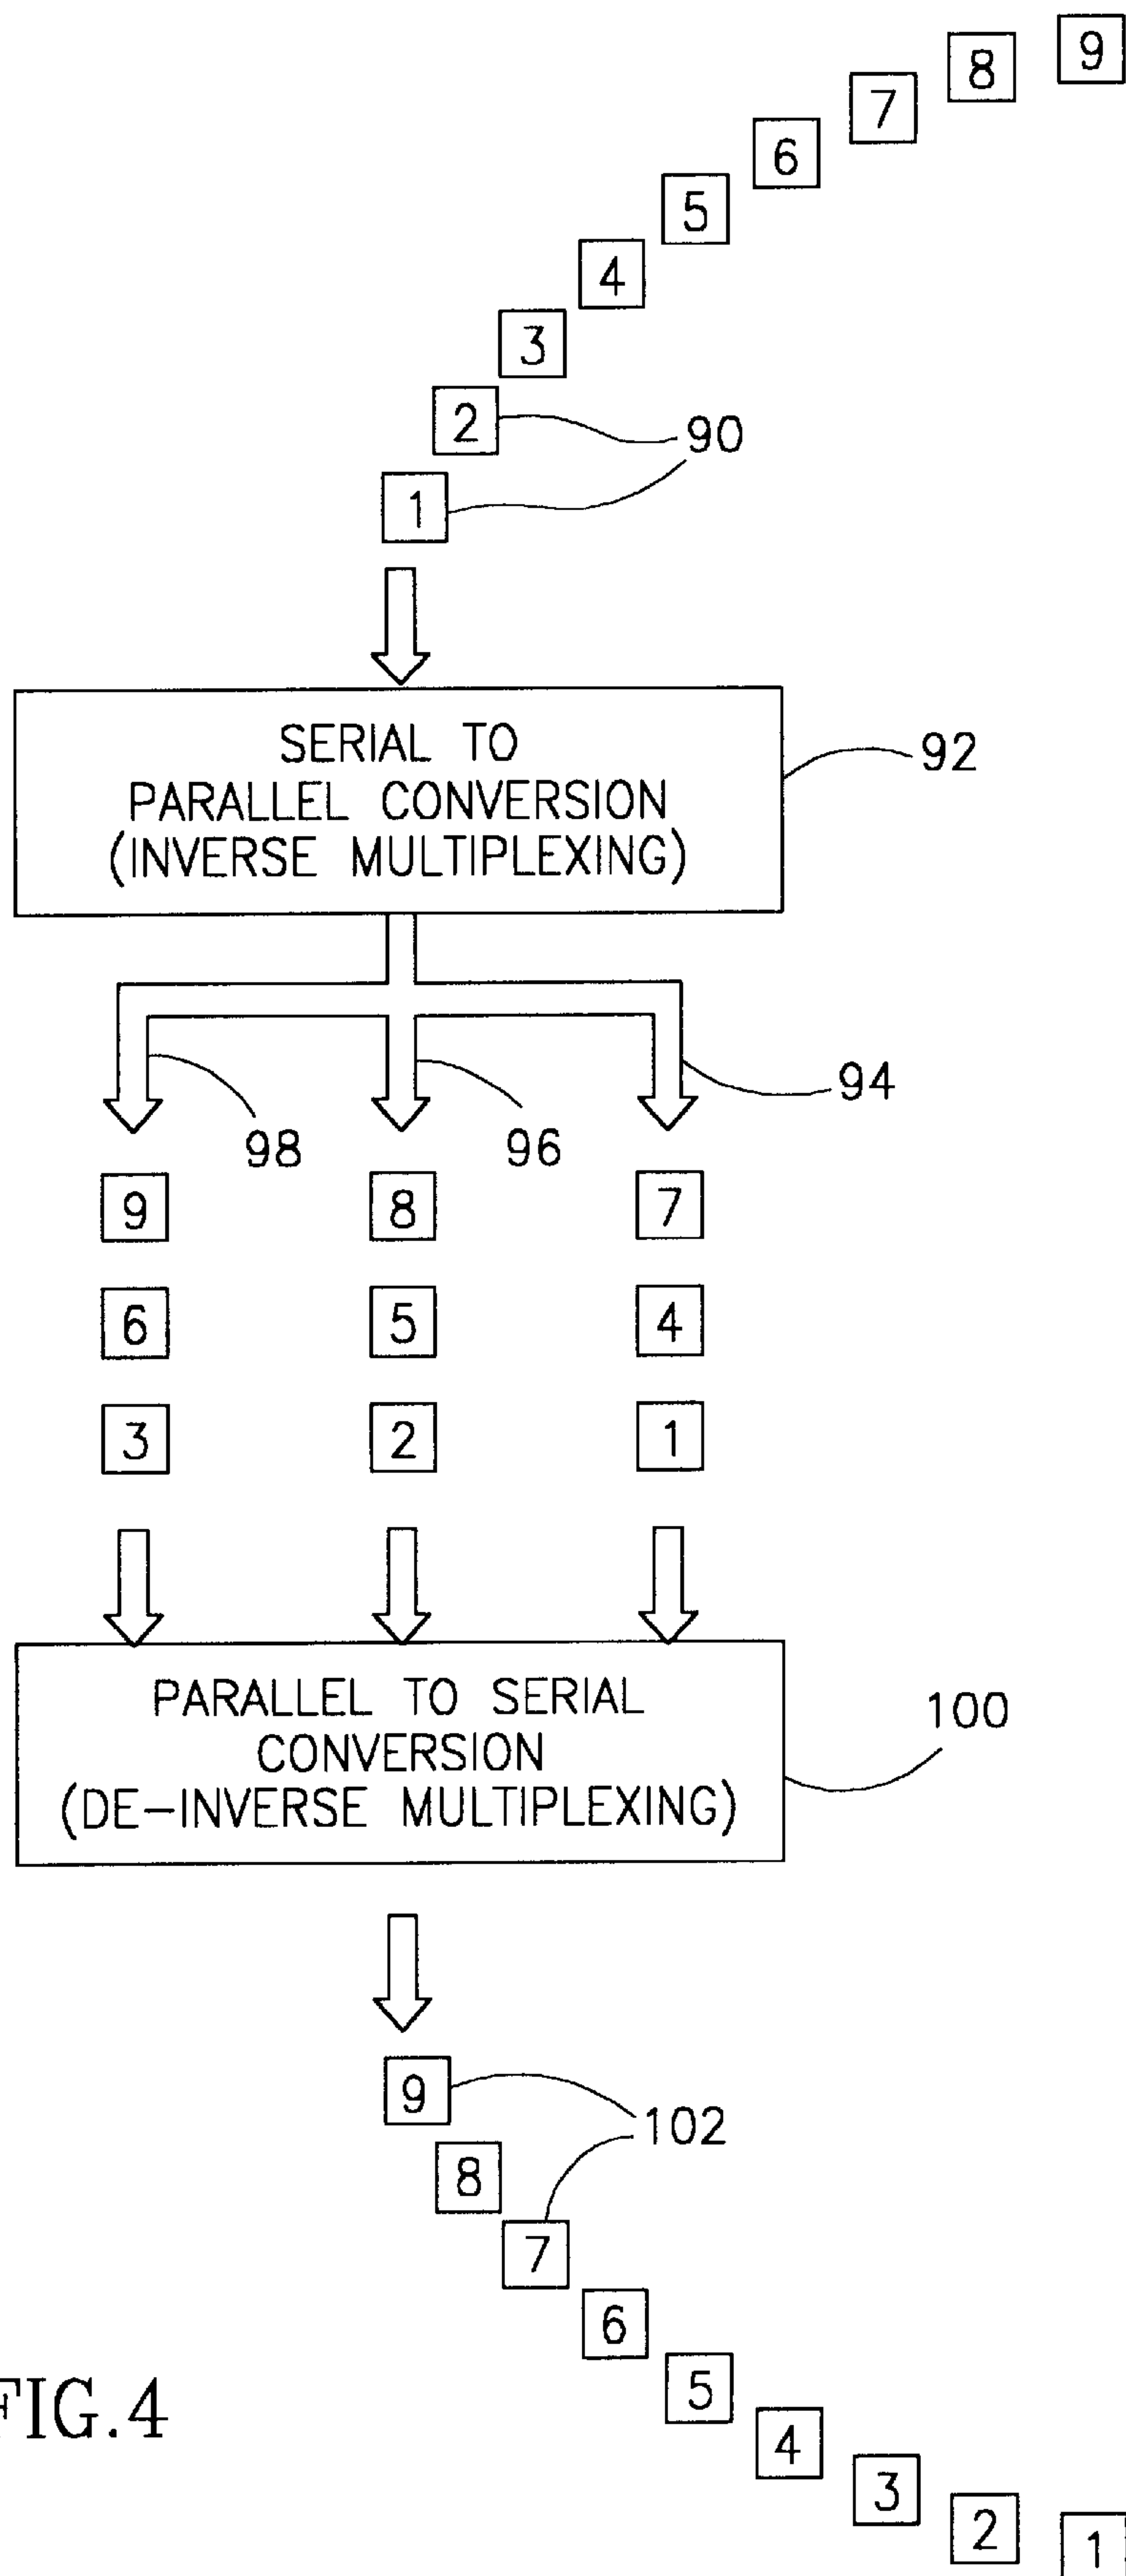 9
8
7
6
5
4
3
2
90
1
SERIAL TO
PARALLEL CONVERSION
(INVERSE MULTIPLEXING)
92
94
98
96
9 8 7
6 5 4
3 2 1
PARALLEL TO SERIAL
CONVERSION
(DE-INVERSE MULTIPLEXING)
100
9
102
8
7
6
5
FIG.4
4
3
2
1